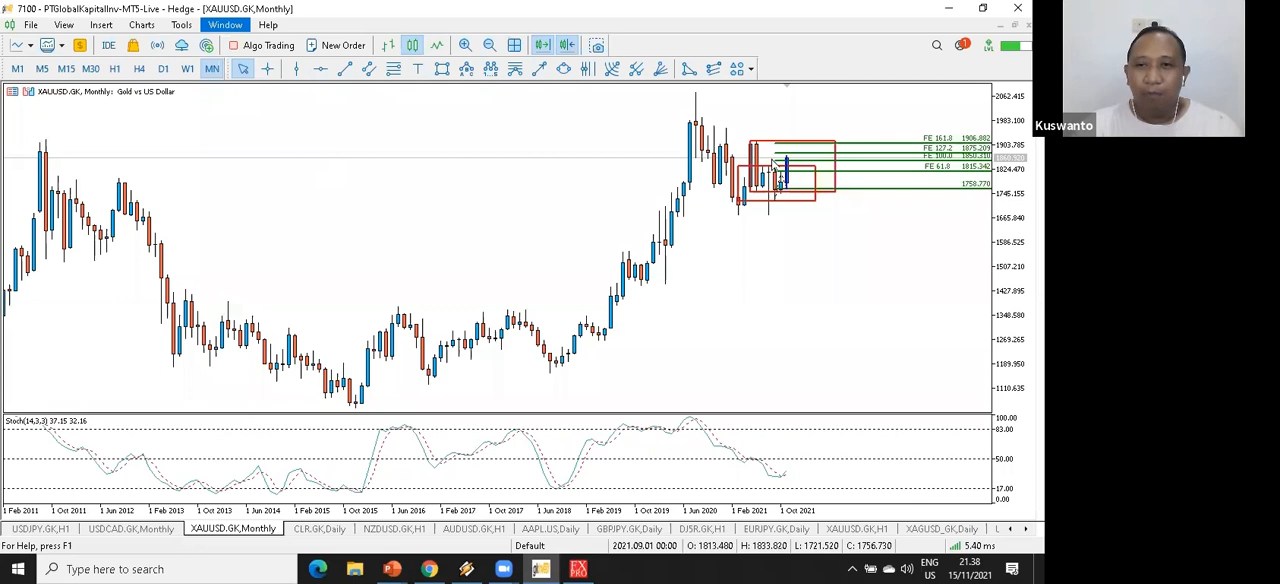 7100 - PTGlobalKapitalInv-MT5-Live - Hedge - [XAUUSD.GK,Monthly]
File View Insert Charts Tools Window Help
IDE Algo Trading New Order LVL
M1 M5 M15 M30 H1 H4 D1 W1 MN T
XAUUSD.GK, Monthly: Gold vs US Dollar
2062.415
1983.100
FE 161.8 1906.882
1903.785
FE 127.2 1875.209
FE 100.0 1850.310
1860.920
FE 61.8 1815.342
1824.470
1758.770
1745.155
1665.840
1586.525
1507.210
1427.895
1348.580
1269.265
1189.950
1110.635
Stoch(14,3,3) 37.15 32.16
100.00
83.00
50.00
17.00
0.00
1 Feb 2011 1 Oct 2011 1 Jun 2012 1 Feb 2013 1 Oct 2013 1 Jun 2014 1 Feb 2015 1 Oct 2015 1 Jun 2016 1 Feb 2017 1 Oct 2017 1 Jun 2018 1 Feb 2019 1 Oct 2019 1 Jun 2020 1 Feb 2021 1 Oct 2021
USDJPY.GK,H1 USDCAD.GK,Monthly XAUUSD.GK,Monthly CLR.GK,Daily NZDUSD.GK,H1 AUDUSD.GK,H1 AAPL.US,Daily GBPJPY.GK,Daily DJ5R.GK,H1 EURJPY.GK,Daily XAUUSD.GK,H1 XAGUSD.GK,Daily L
For Help, press F1 Default 2021.09.01 00:00 O: 1813.480 H: 1833.820 L: 1721.520 C: 1756.730 5.40 ms
Type here to search
FX PRO
ENG US
21.38
15/11/2021
Kuswanto